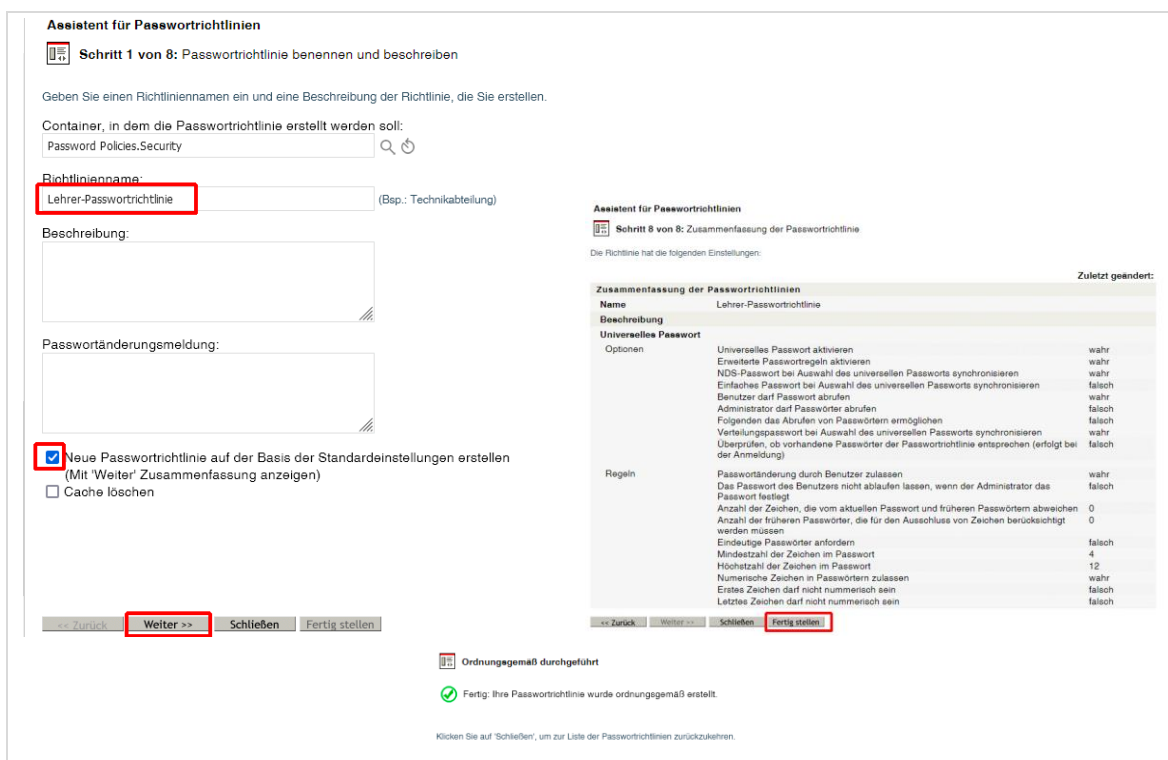 Assistent für Passwortrichtlinien
Schritt 1 von 8: Passwortrichtlinie benennen und beschreiben
Geben Sie einen Richtliniennamen ein und eine Beschreibung der Richtlinie, die Sie erstellen.
Container, in dem die Passwortrichtlinie erstellt werden soll:
Password Policies.Security
Richtlinienname:
Lehrer-Passwortrichtlinie
(Bsp.: Technikabteilung)
Beschreibung:
Passwortänderungsmeldung:
Neue Passwortrichtlinie auf der Basis der Standardeinstellungen erstellen
(Mit 'Weiter' Zusammenfassung anzeigen)
Cache löschen
<< Zurück Weiter >> Schließen Fertig stellen
Assistent für Passwortrichtlinien
Schritt 8 von 8: Zusammenfassung der Passwortrichtlinie
Die Richtlinie hat die folgenden Einstellungen:
Zuletzt geändert:
Zusammenfassung der Passwortrichtlinien
Name Lehrer-Passwortrichtlinie
Beschreibung
Universelles Passwort
Optionen Universelles Passwort aktivieren wahr
Erweiterte Passwortregeln aktivieren wahr
NDS-Passwort bei Auswahl des universellen Passworts synchronisieren wahr
Einfaches Passwort bei Auswahl des universellen Passworts synchronisieren falsch
Benutzer darf Passwort abrufen wahr
Administrator darf Passwörter abrufen falsch
Folgenden das Abrufen von Passwörtern ermöglichen falsch
Verteilungspasswort bei Auswahl des universellen Passworts synchronisieren wahr
Überprüfen, ob vorhandene Passwörter der Passwortrichtlinie entsprechen (erfolgt bei falsch
der Anmeldung)
Regeln Passwortänderung durch Benutzer zulassen wahr
Das Passwort des Benutzers nicht ablaufen lassen, wenn der Administrator das falsch
Passwort festlegt
Anzahl der Zeichen, die vom aktuellen Passwort und früheren Passwörtern abweichen 0
Anzahl der früheren Passwörter, die für den Ausschluss von Zeichen berücksichtigt 0
werden müssen
Eindeutige Passwörter anfordern falsch
Mindestzahl der Zeichen im Passwort 4
Höchstzahl der Zeichen im Passwort 12
Numerische Zeichen in Passwörtern zulassen wahr
Erstes Zeichen darf nicht nummerisch sein falsch
Letztes Zeichen darf nicht nummerisch sein falsch
<< Zurück Weiter >> Schließen Fertig stellen
Ordnungsgemäß durchgeführt
Fertig: Ihre Passwortrichtlinie wurde ordnungsgemäß erstellt.
Klicken Sie auf 'Schließen', um zur Liste der Passwortrichtlinien zurückzukehren.